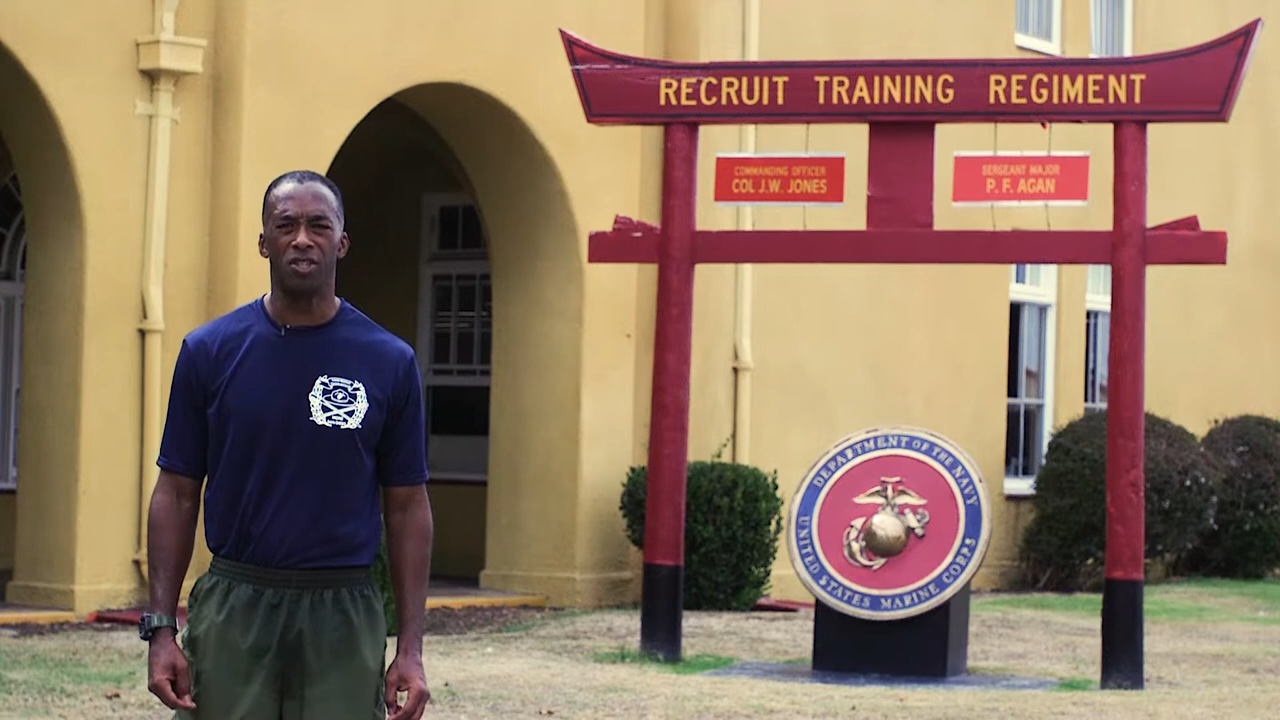 RECRUIT TRAINING REGIMENT
COMMANDING OFFICER
COL J.W. JONES
SERGEANT MAJOR
P. F. AGAN
DEPARTMENT OF THE NAVY
UNITED STATES MARINE CORPS